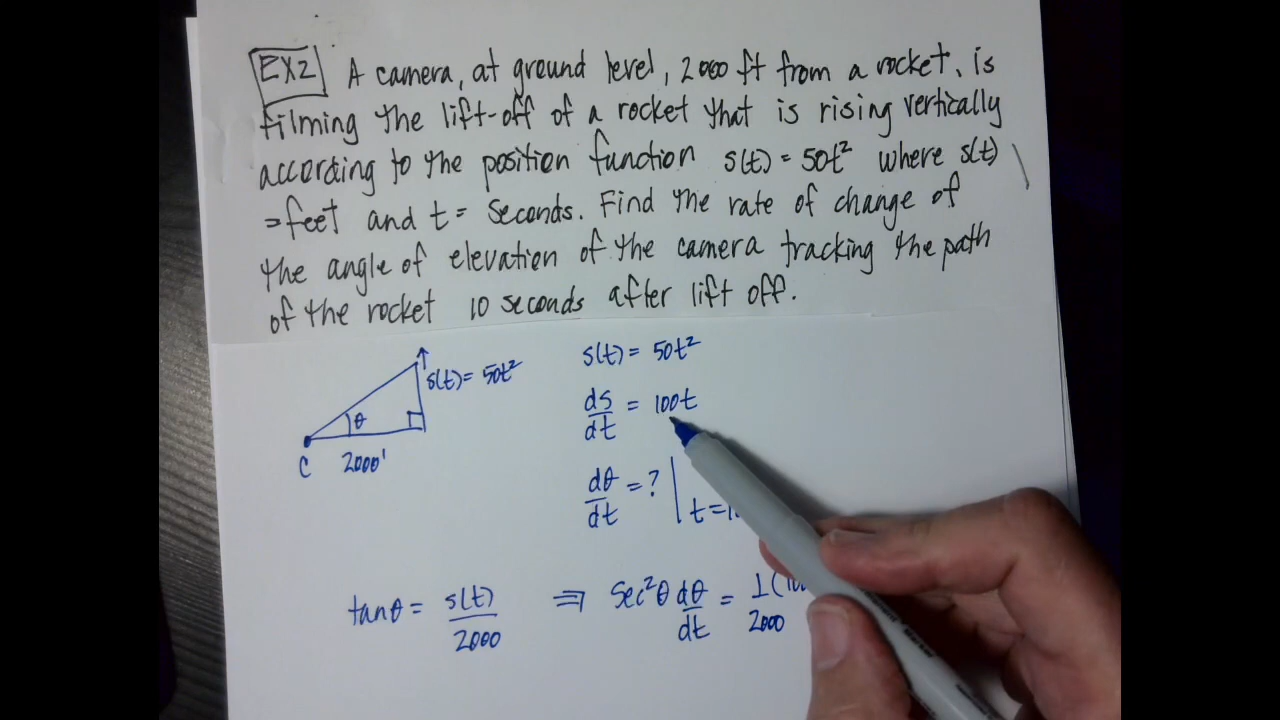 EX2 A camera, at ground level, 2000 ft from a rocket, is
filming the lift-off of a rocket that is rising vertically
according to the position function s(t) = 50t² where s(t)
= feet and t = seconds. Find the rate of change of
the angle of elevation of the camera tracking the path
of the rocket 10 seconds after lift off.
s(t) = 50t²
s(t) = 50t²
θ
ds/dt = 100t
C 2000'
dθ/dt = ? | t =
tanθ = s(t)/2000 ⇒ Sec²θ dθ/dt = 1/2000 (